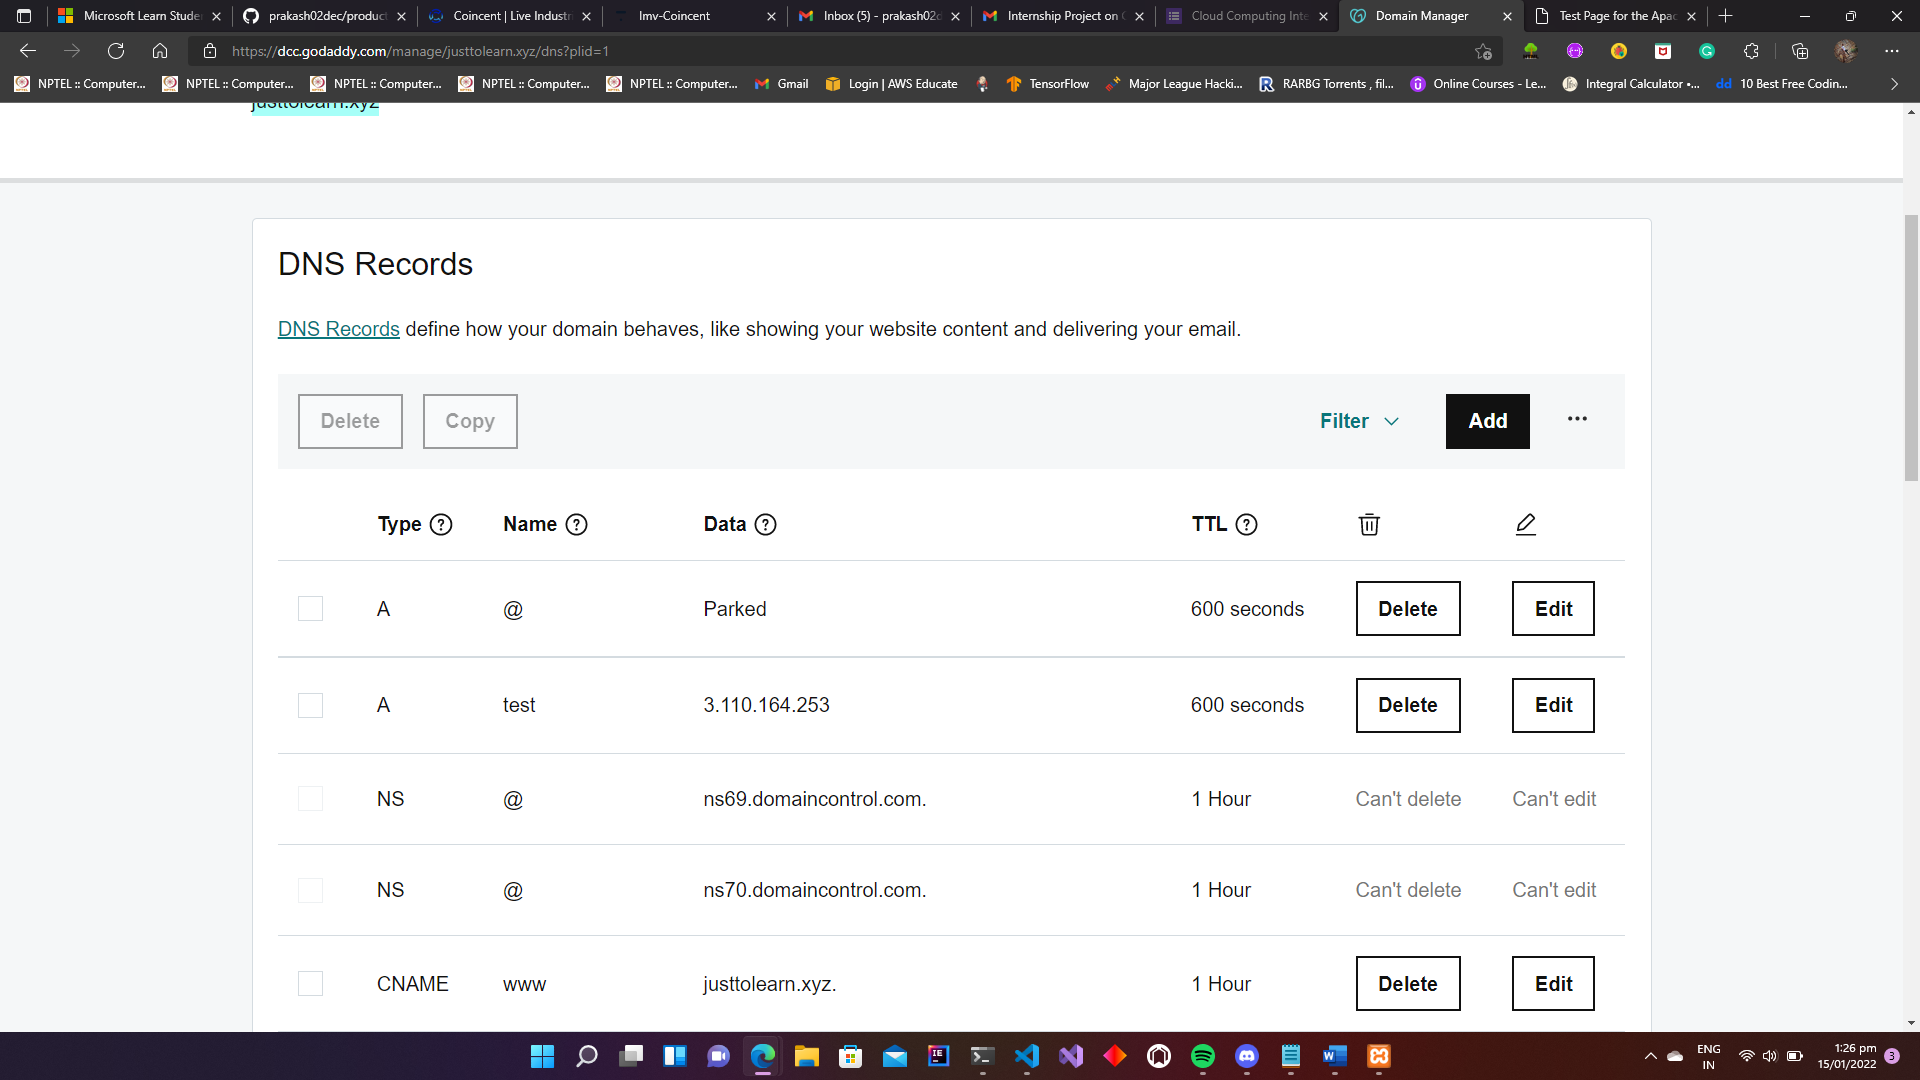 Microsoft Learn Stude
prakash02dec/product
Coincent | Live Industr
Imv-Coincent
Inbox (5) - prakash02d
Internship Project on C
Cloud Computing Inte
Domain Manager
Test Page for the Apac
https://dcc.godaddy.com/manage/justtolearn.xyz/dns?plid=1
NPTEL :: Computer...
NPTEL :: Computer...
NPTEL :: Computer...
NPTEL :: Computer...
NPTEL :: Computer...
Gmail
Login | AWS Educate
TensorFlow
Major League Hacki...
RARBG Torrents , fil...
Online Courses - Le...
Integral Calculator •...
dd 10 Best Free Codin...
justtolearn.xyz
DNS Records
DNS Records define how your domain behaves, like showing your website content and delivering your email.
Delete Copy Filter Add ...
Type ? Name ? Data ? TTL ?
A @ Parked 600 seconds Delete Edit
A test 3.110.164.253 600 seconds Delete Edit
NS @ ns69.domaincontrol.com. 1 Hour Can't delete Can't edit
NS @ ns70.domaincontrol.com. 1 Hour Can't delete Can't edit
CNAME www justtolearn.xyz. 1 Hour Delete Edit
ENG
IN
1:26 pm
15/01/2022
3